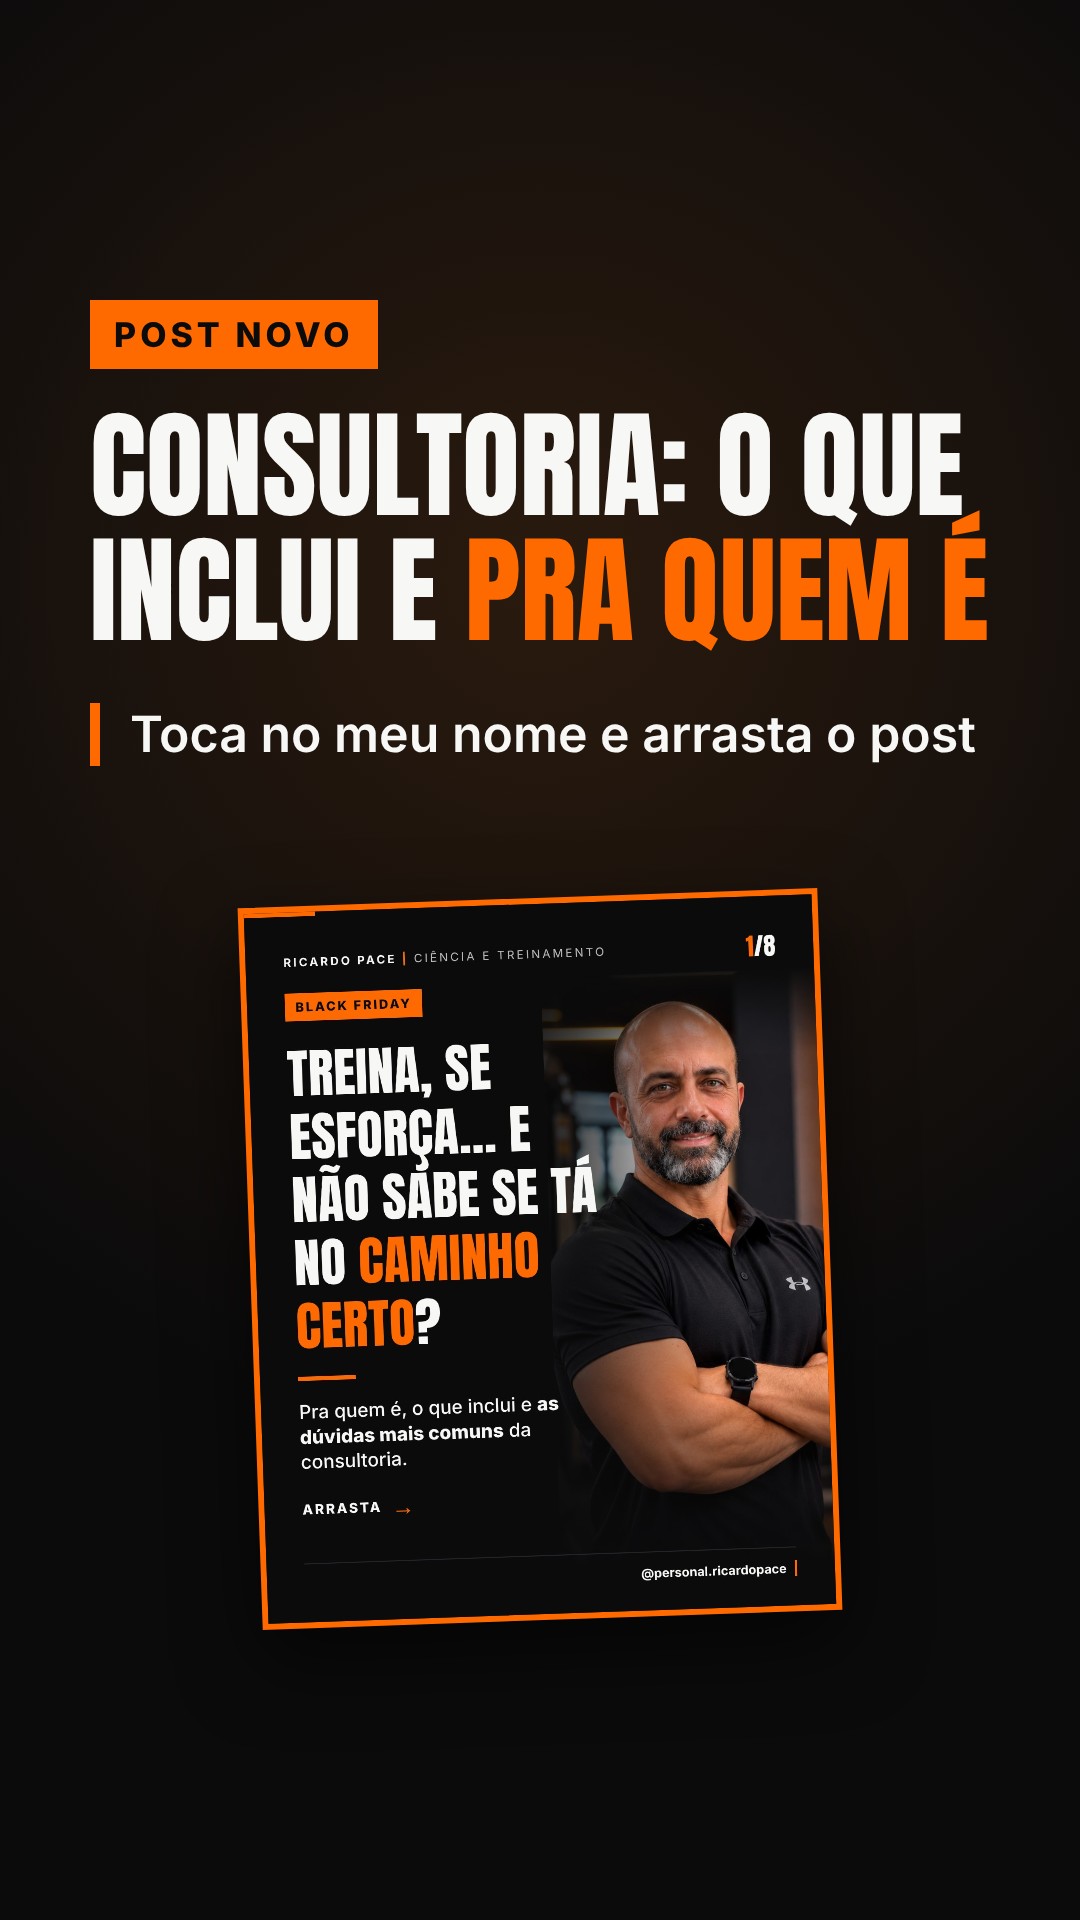 POST NOVO
CONSULTORIA: O QUE
INCLUI E PRA QUEM É
Toca no meu nome e arrasta o post
RICARDO PACE | CIÊNCIA E TREINAMENTO
1/8
BLACK FRIDAY
TREINA, SE
ESFORÇA... E
NÃO SABE SE TÁ
NO CAMINHO
CERTO?
Pra quem é, o que inclui e as
dúvidas mais comuns da
consultoria.
ARRASTA →
@personal.ricardopace